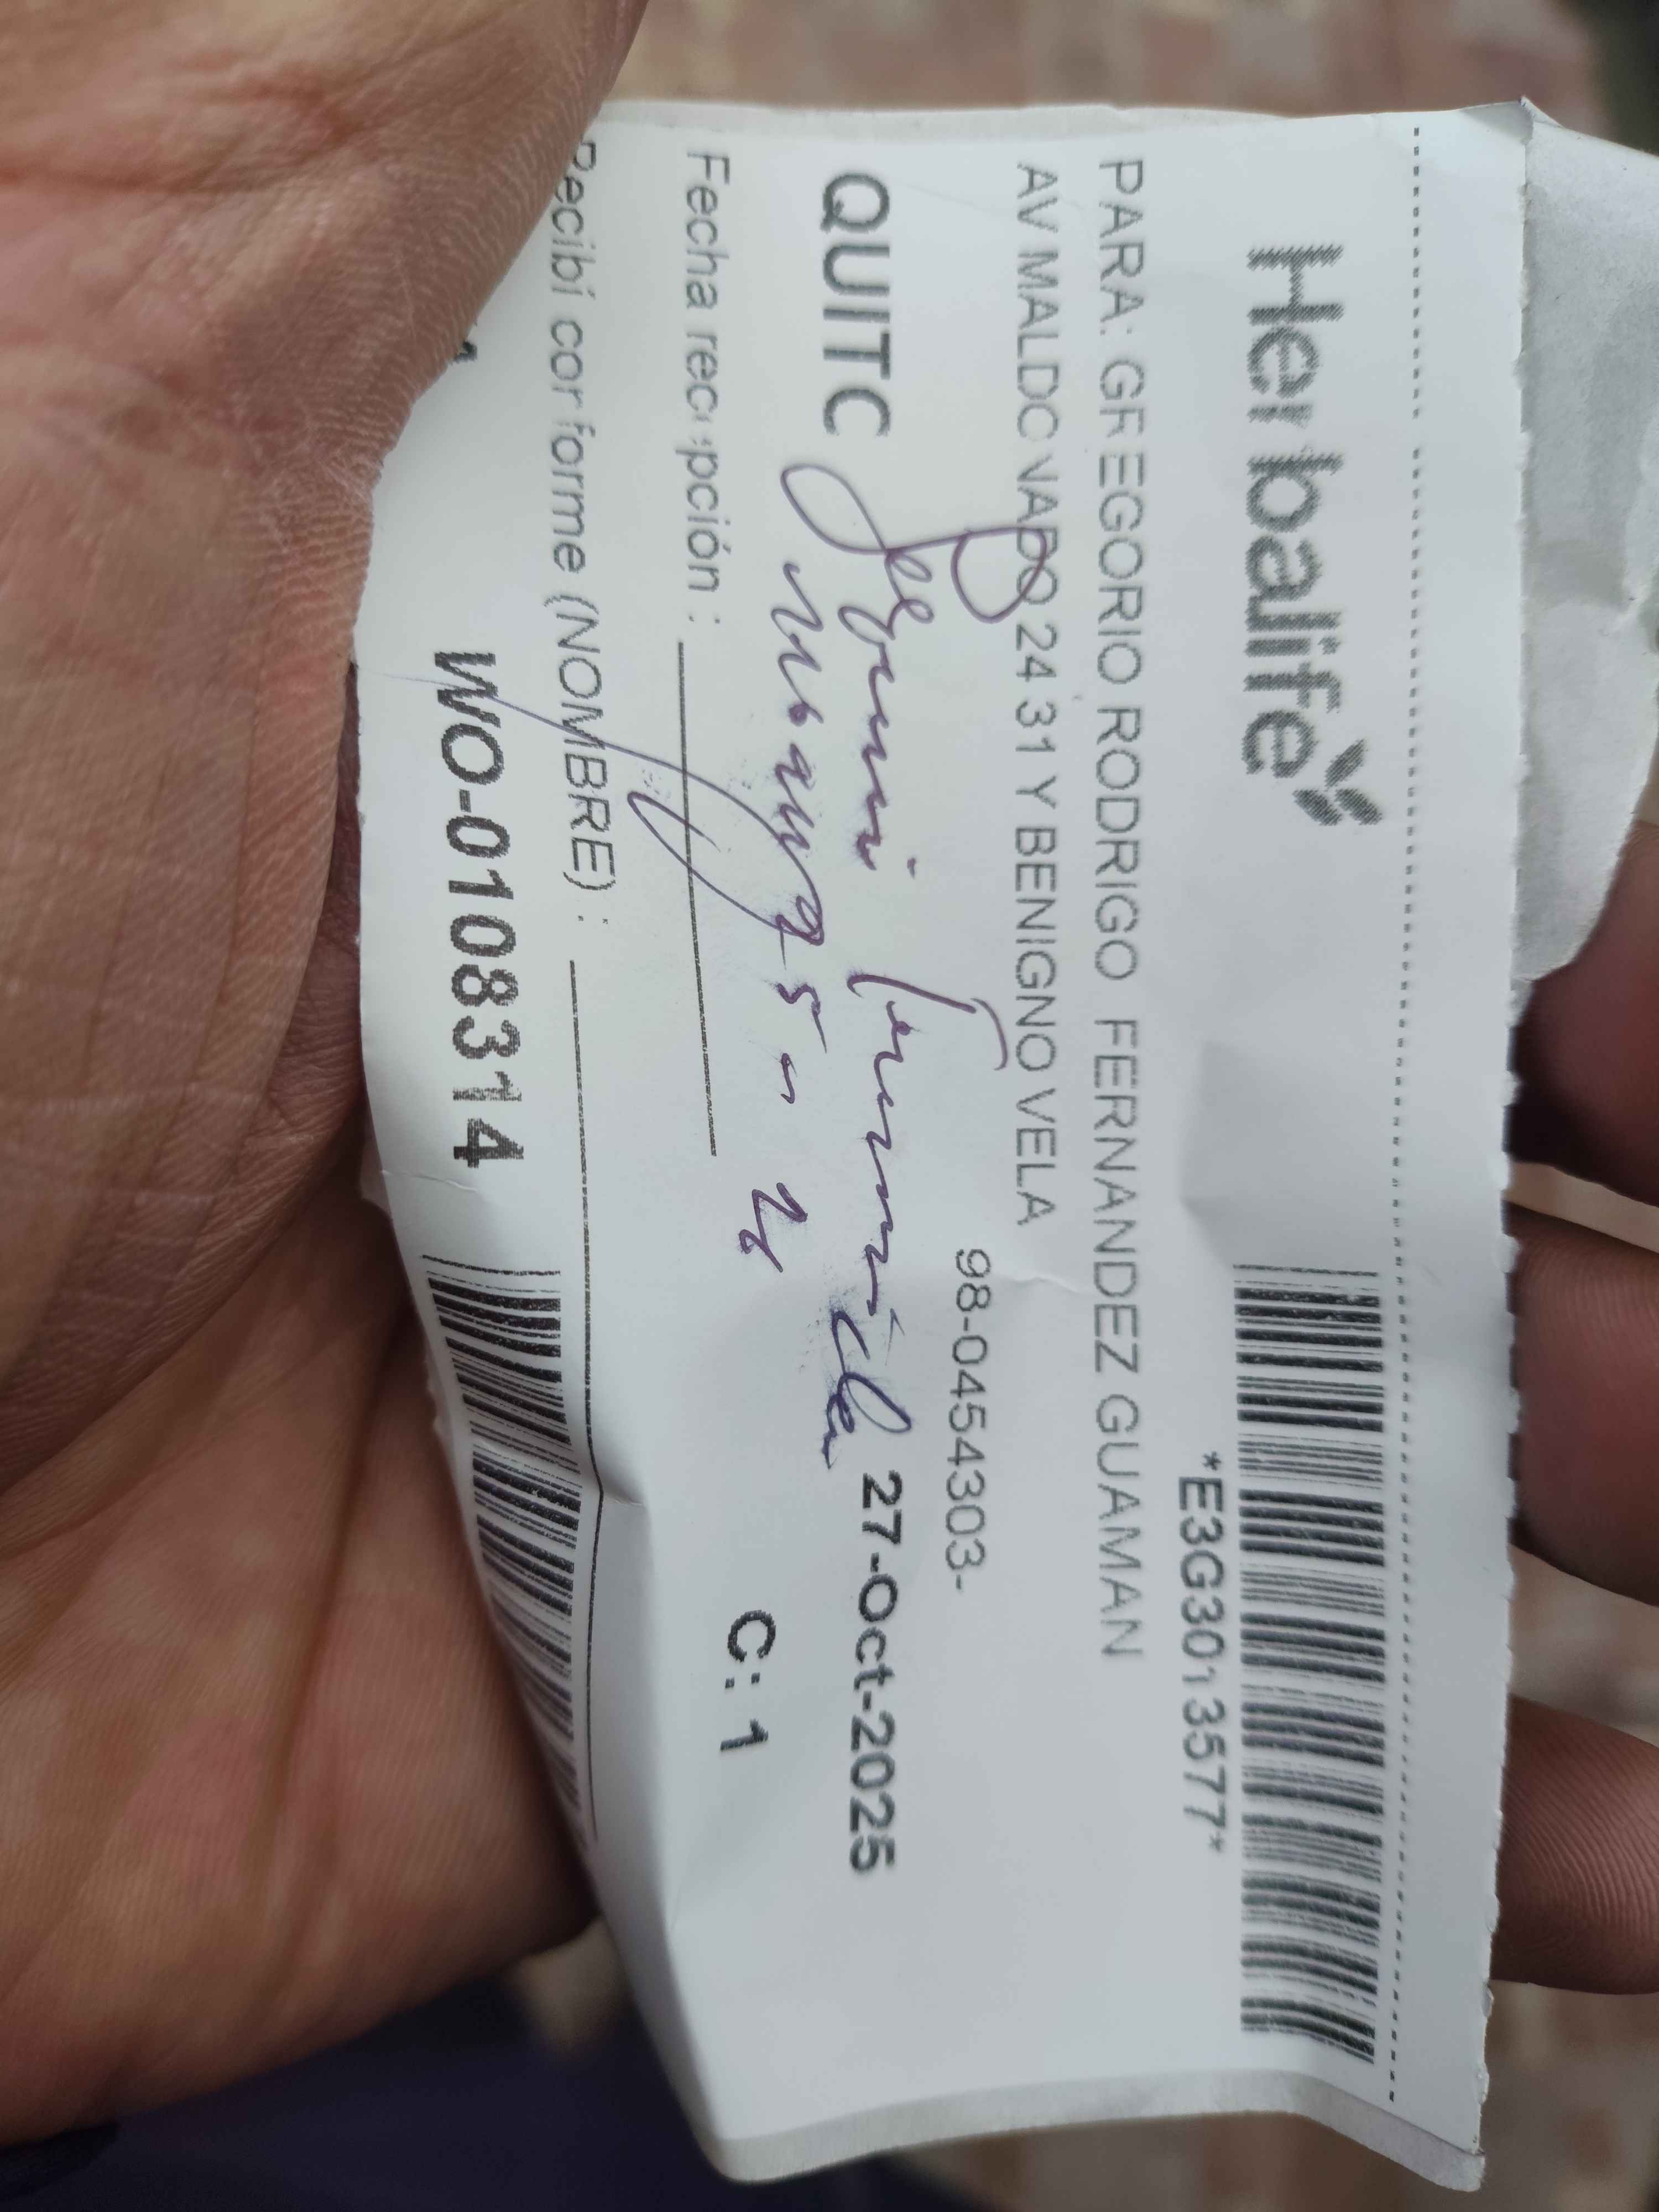 Herbalife
*E3G3013577*
PARA: GREGORIO RODRIGO FERNANDEZ GUAMAN
AV MALDONADO 24 31 Y BENIGNO VELA
98-0454303-
QUITO 27-Oct-2025
C: 1
Fecha recepción :
Recibí conforme (NOMBRE) :
WO-0108314